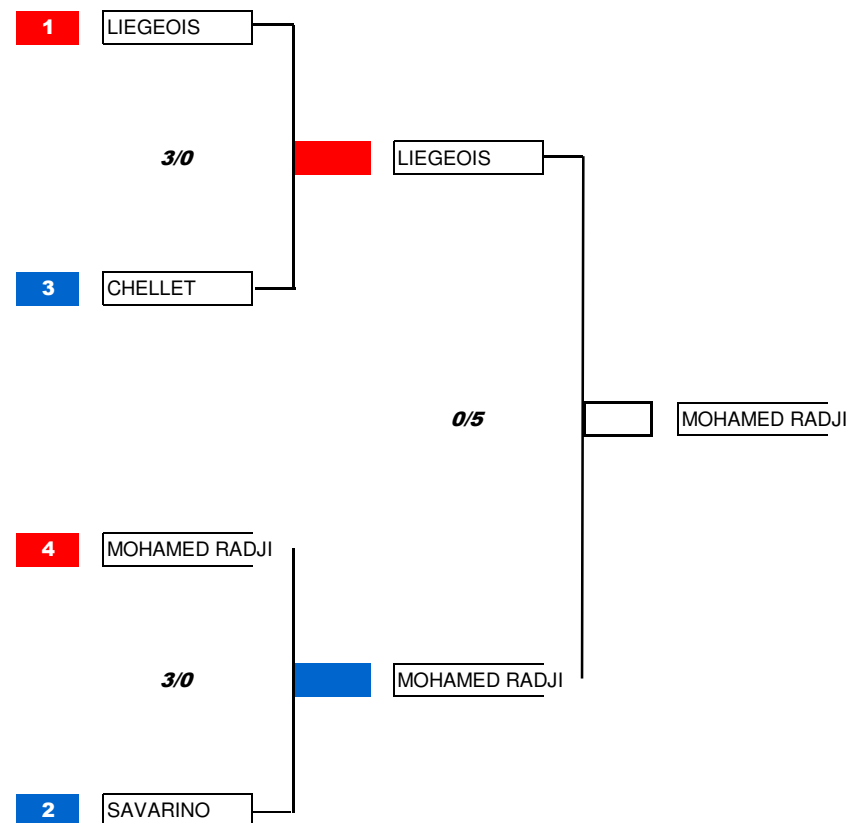 1 LIEGEOIS
3/0 LIEGEOIS
3 CHELLET
0/5 MOHAMED RADJI
4 MOHAMED RADJI
3/0 MOHAMED RADJI
2 SAVARINO